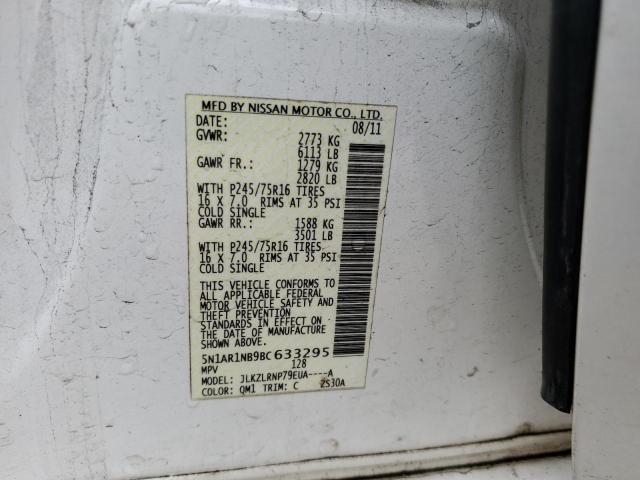 MFD BY NISSAN MOTOR CO., LTD.
DATE: 08/11
GVWR: 2773 KG
6113 LB
GAWR FR.: 1279 KG
2820 LB
WITH P245/75R16 TIRES
16 X 7.0 RIMS AT 35 PSI
COLD SINGLE
GAWR RR.: 1588 KG
3501 LB
WITH P245/75R16 TIRES
16 X 7.0 RIMS AT 35 PSI
COLD SINGLE
THIS VEHICLE CONFORMS TO
ALL APPLICABLE FEDERAL
MOTOR VEHICLE SAFETY AND
THEFT PREVENTION
STANDARDS IN EFFECT ON
THE DATE OF MANUFACTURE
SHOWN ABOVE.
5N1AR1NB9BC633295
MPV 128
MODEL: JLKZLRNP79EUA----A
COLOR: QM1 TRIM: C ZS30A